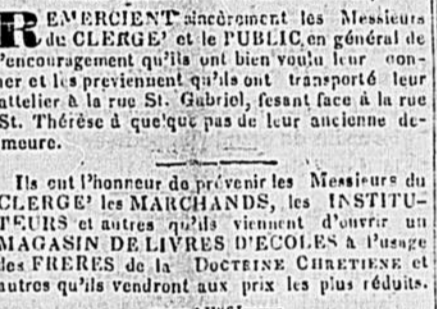 REMERCIENT sincèrement les Messieurs
du CLERGE' et le PUBLIC, en général de
l'encouragement qu'ils ont bien voulu leur don-
ner et les previennent qu'ils ont transporté leur
attelier à la rue St. Gabriel, fesant face à la rue
St. Thérèse à quelque pas de leur ancienne de-
meure.
Ils ont l'honneur de prévenir les Messieurs du
CLERGE' les MARCHANDS, les INSTITU-
TEURS et autres qu'ils viennent d'ouvrir un
MAGASIN DE LIVRES D'ECOLES à l'usage
des FRERES de la DOCTRINE CHRETIENE et
autres qu'ils vendront aux prix les plus réduits.